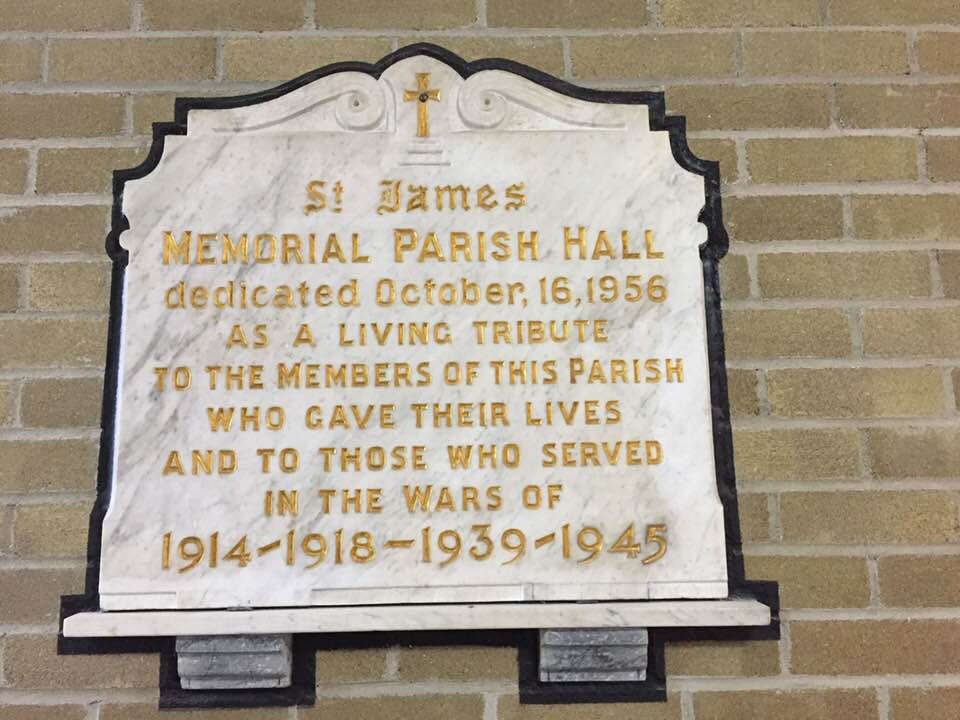 St James
MEMORIAL PARISH HALL
dedicated October, 16, 1956
AS A LIVING TRIBUTE
TO THE MEMBERS OF THIS PARISH
WHO GAVE THEIR LIVES
AND TO THOSE WHO SERVED
IN THE WARS OF
1914-1918-1939-1945